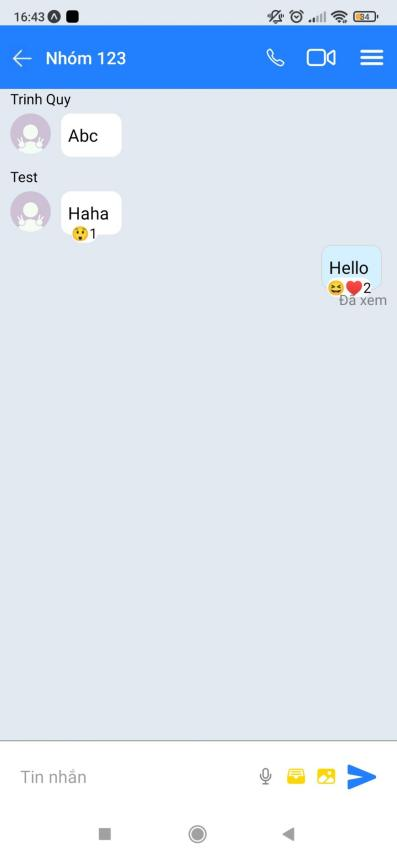 16:43
84
Nhóm 123
Trinh Quy
Abc
Test
Haha
😲1
Hello
😆❤️2
Đã xem
Tin nhắn